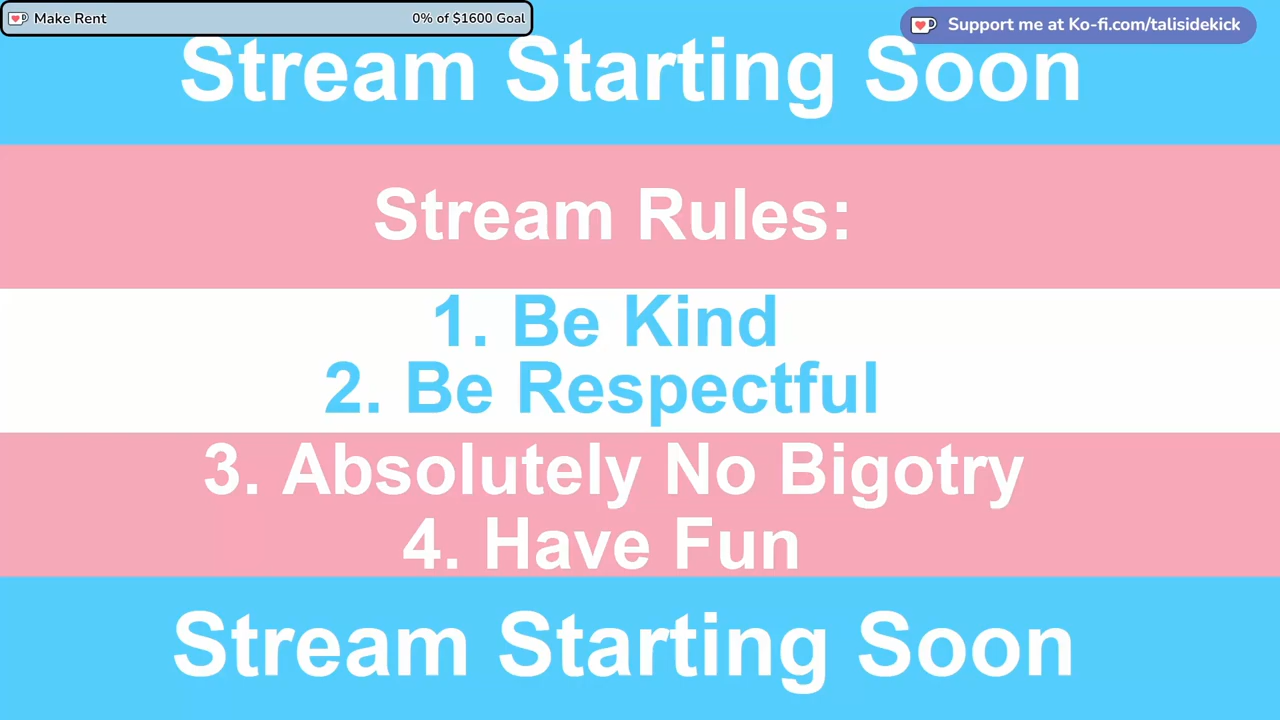 Make Rent 0% of $1600 Goal
Support me at Ko-fi.com/talisidekick
Stream Starting Soon
Stream Rules:
1. Be Kind
2. Be Respectful
3. Absolutely No Bigotry
4. Have Fun
Stream Starting Soon